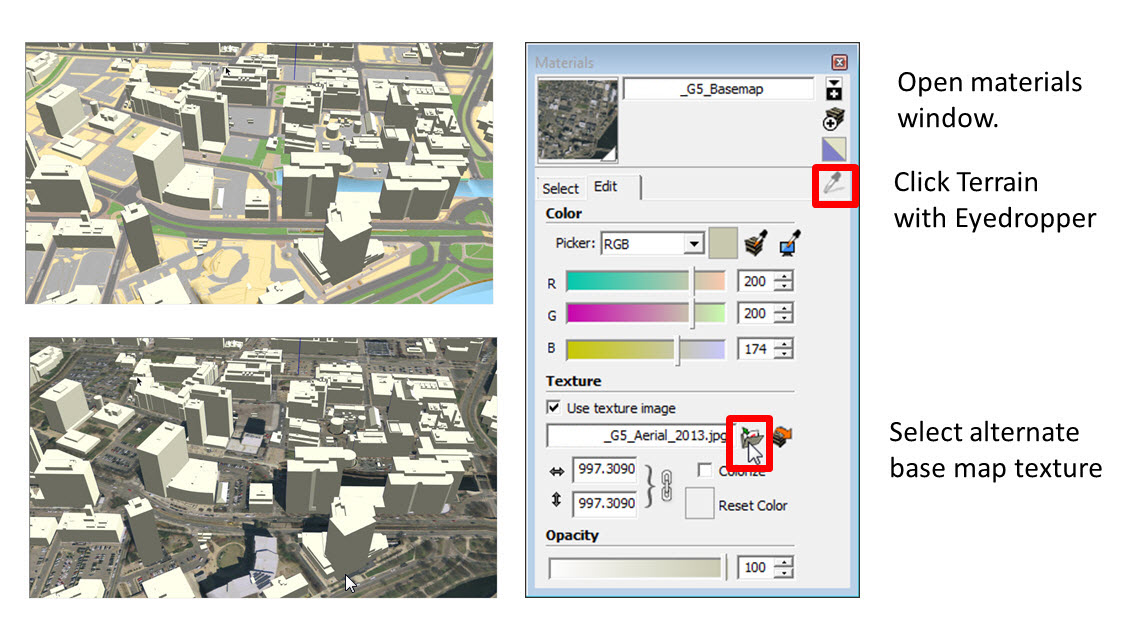 Materials
_G5_Basemap
Select
Edit
Color
Picker:
RGB
R
200
G
200
B
174
Texture
Use texture image
_G5_Aerial_2013.jpg
997.3090
Colorize
997.3090
Reset Color
Opacity
100
Open materials
window.
Click Terrain
with Eyedropper
Select alternate
base map texture